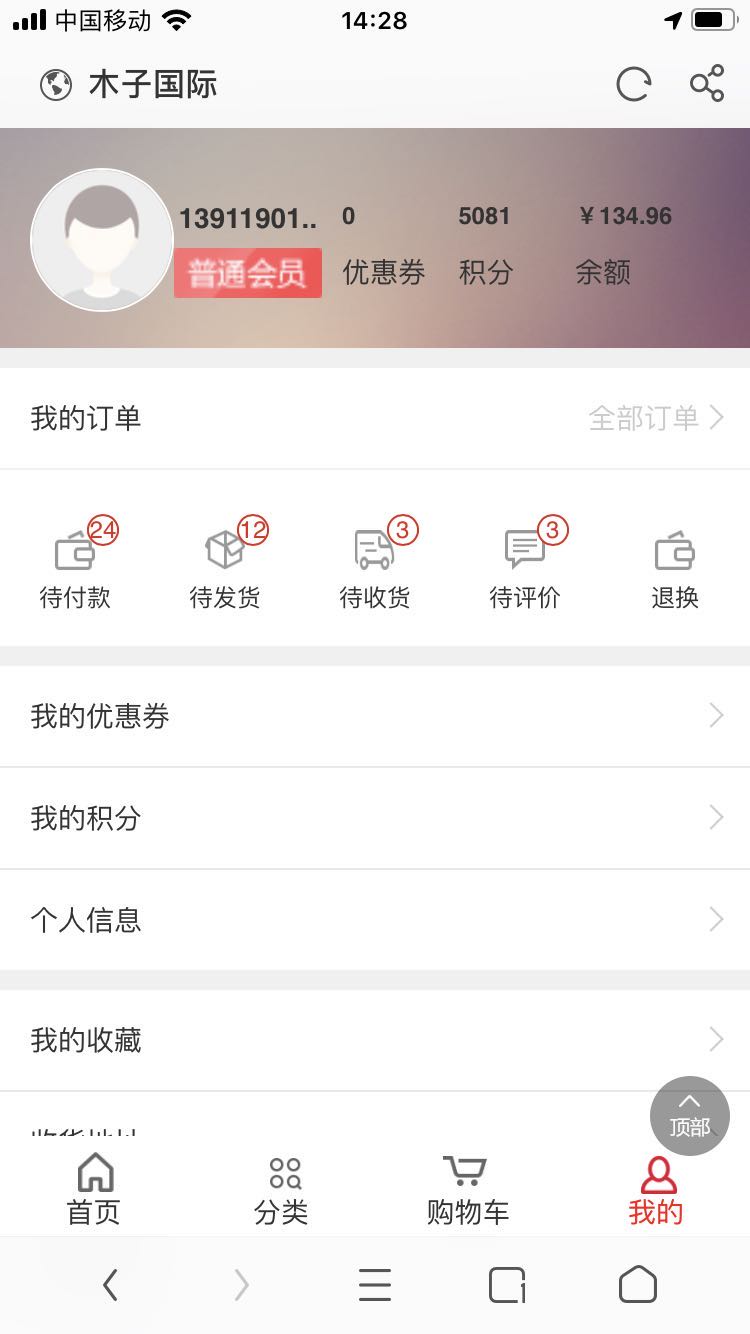 中国移动 14:28
木子国际
13911901.. 0 5081 ￥134.96
普通会员 优惠券 积分 余额
我的订单 全部订单
24 12 3 3
待付款 待发货 待收货 待评价 退换
我的优惠券
我的积分
个人信息
我的收藏
顶部
首页 分类 购物车 我的
1